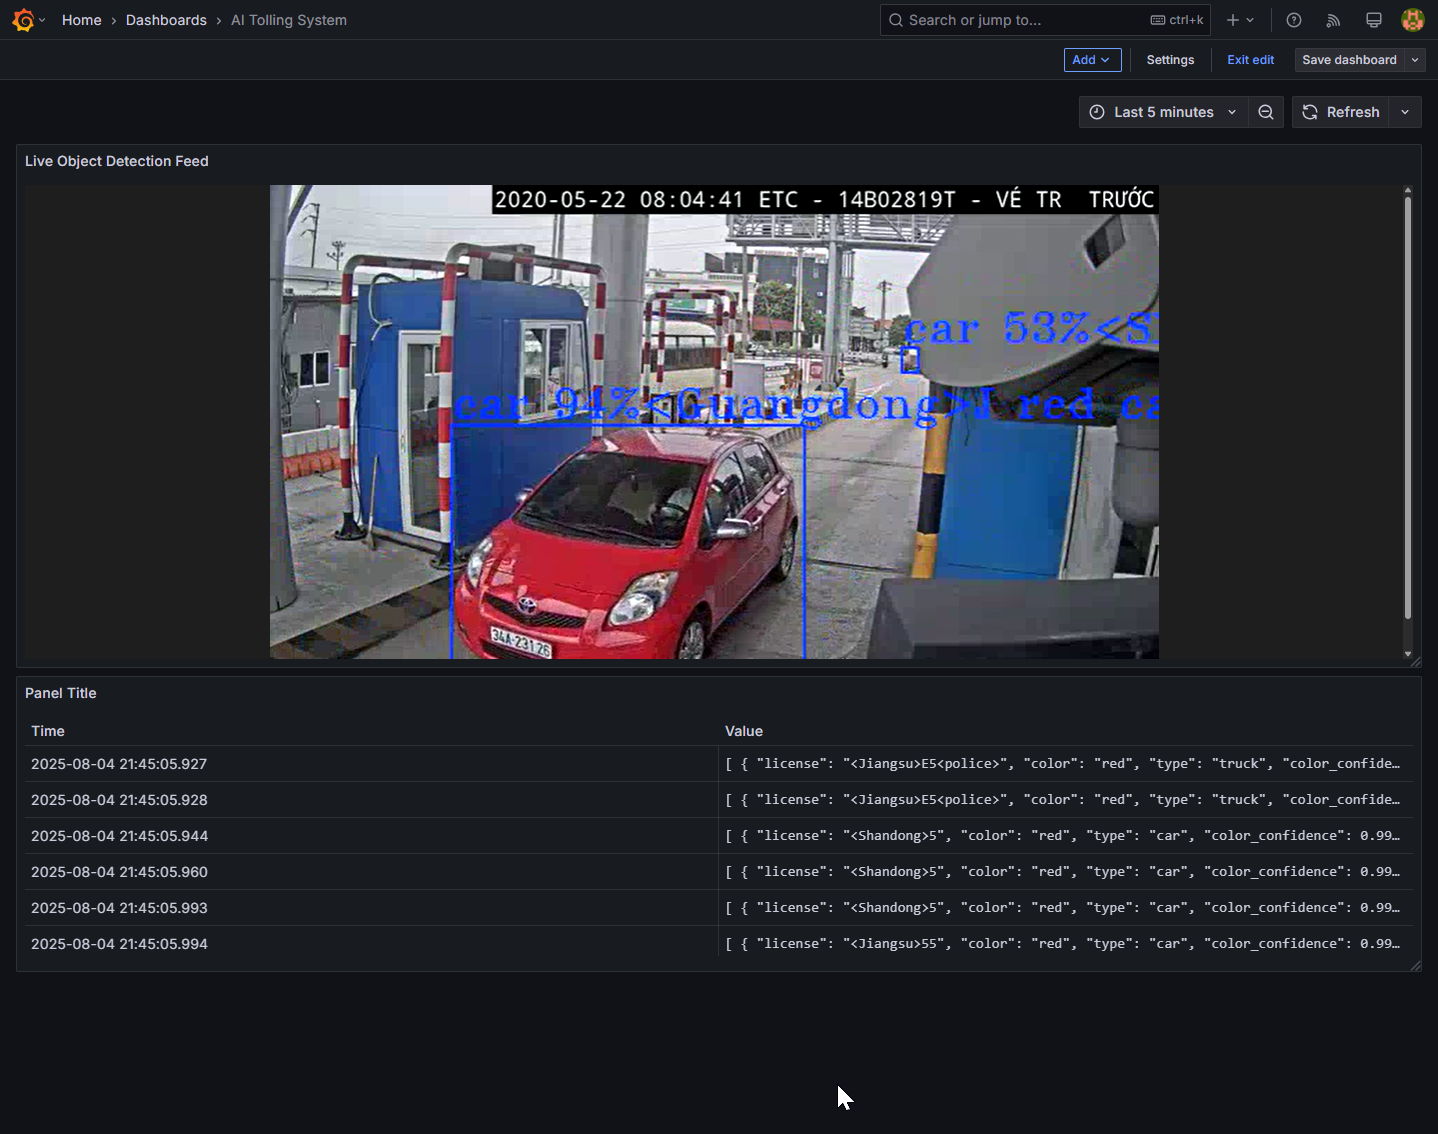 Home › Dashboards › AI Tolling System
Search or jump to... ctrl+k
Add Settings Exit edit Save dashboard
Last 5 minutes Refresh
Live Object Detection Feed
2020-05-22 08:04:41 ETC - 14B02819T - VÉ TR TRƯỚC
car 53%<S
car 94%<Guangdong>J red ca
34A-231.26
Panel Title
Time Value
2025-08-04 21:45:05.927 [ { "license": "<Jiangsu>E5<police>", "color": "red", "type": "truck", "color_confide…
2025-08-04 21:45:05.928 [ { "license": "<Jiangsu>E5<police>", "color": "red", "type": "truck", "color_confide…
2025-08-04 21:45:05.944 [ { "license": "<Shandong>5", "color": "red", "type": "car", "color_confidence": 0.99…
2025-08-04 21:45:05.960 [ { "license": "<Shandong>5", "color": "red", "type": "car", "color_confidence": 0.99…
2025-08-04 21:45:05.993 [ { "license": "<Shandong>5", "color": "red", "type": "car", "color_confidence": 0.99…
2025-08-04 21:45:05.994 [ { "license": "<Jiangsu>55", "color": "red", "type": "car", "color_confidence": 0.99…